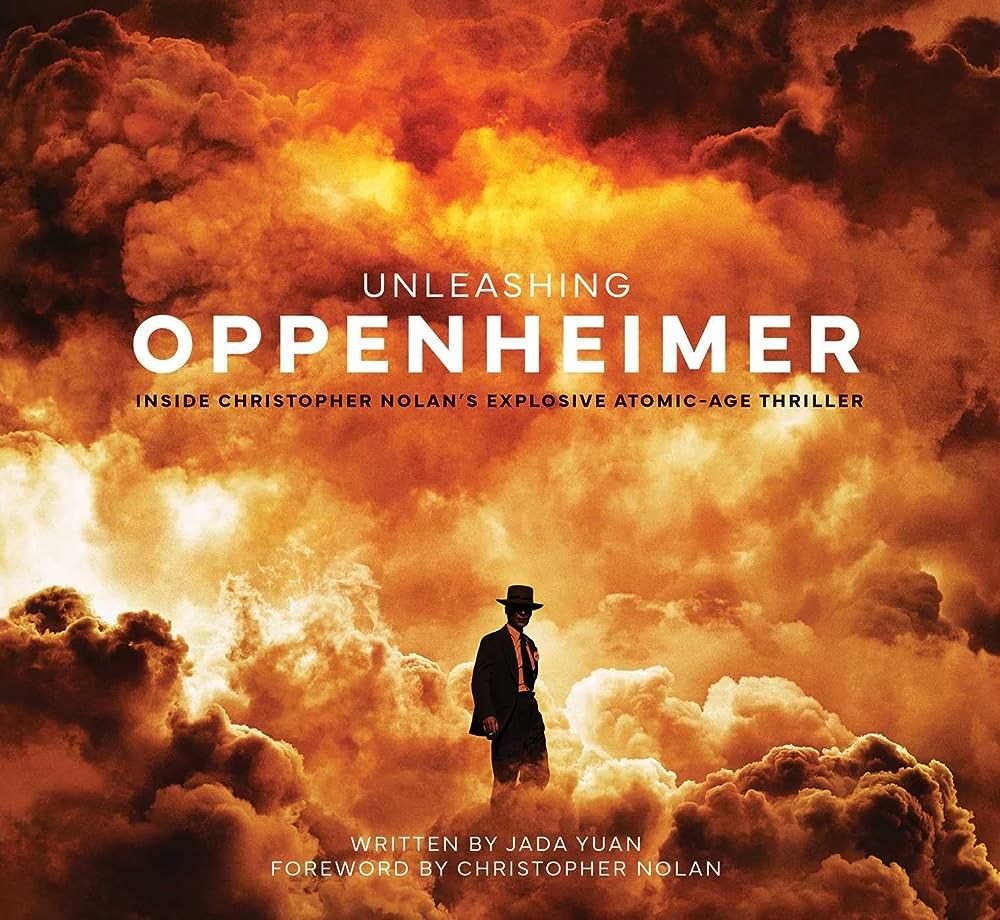 UNLEASHING
OPPENHEIMER
INSIDE CHRISTOPHER NOLAN'S EXPLOSIVE ATOMIC-AGE THRILLER
WRITTEN BY JADA YUAN
FOREWORD BY CHRISTOPHER NOLAN